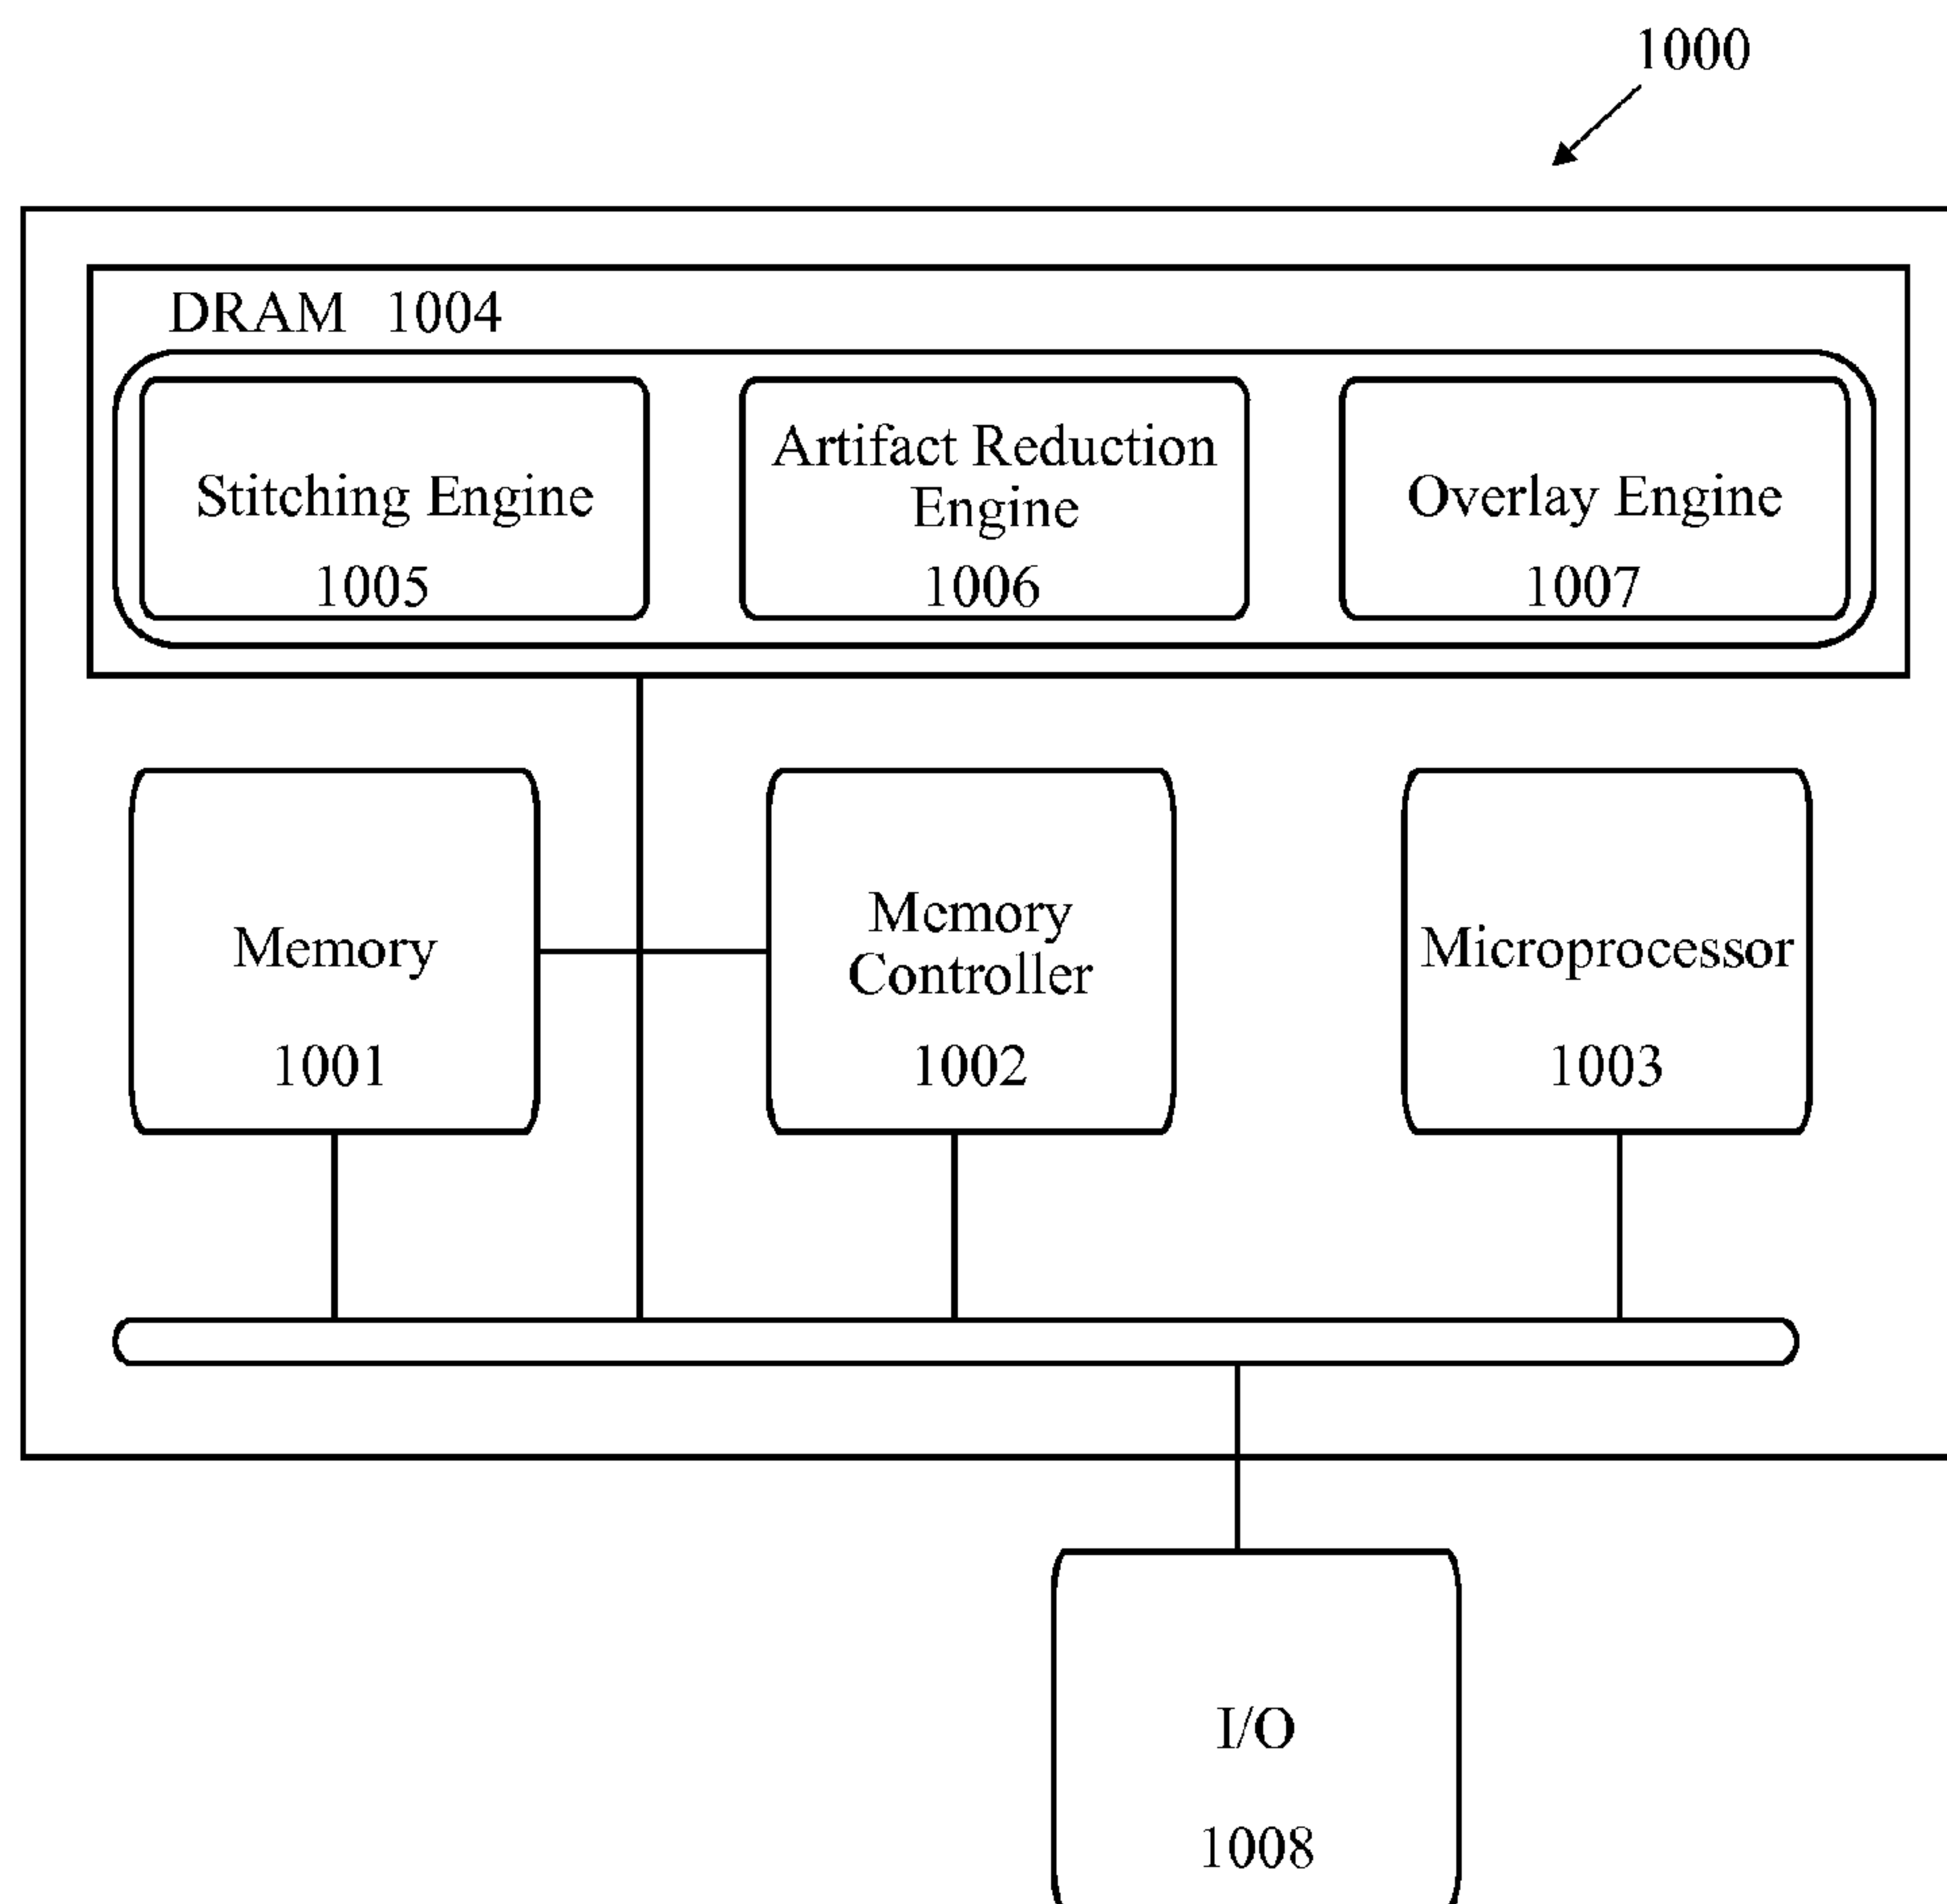 1000
DRAM 1004
Stitching Engine
1005
Artifact Reduction
Engine
1006
Overlay Engine
1007
Memory
1001
Memory
Controller
1002
Microprocessor
1003
I/O
1008